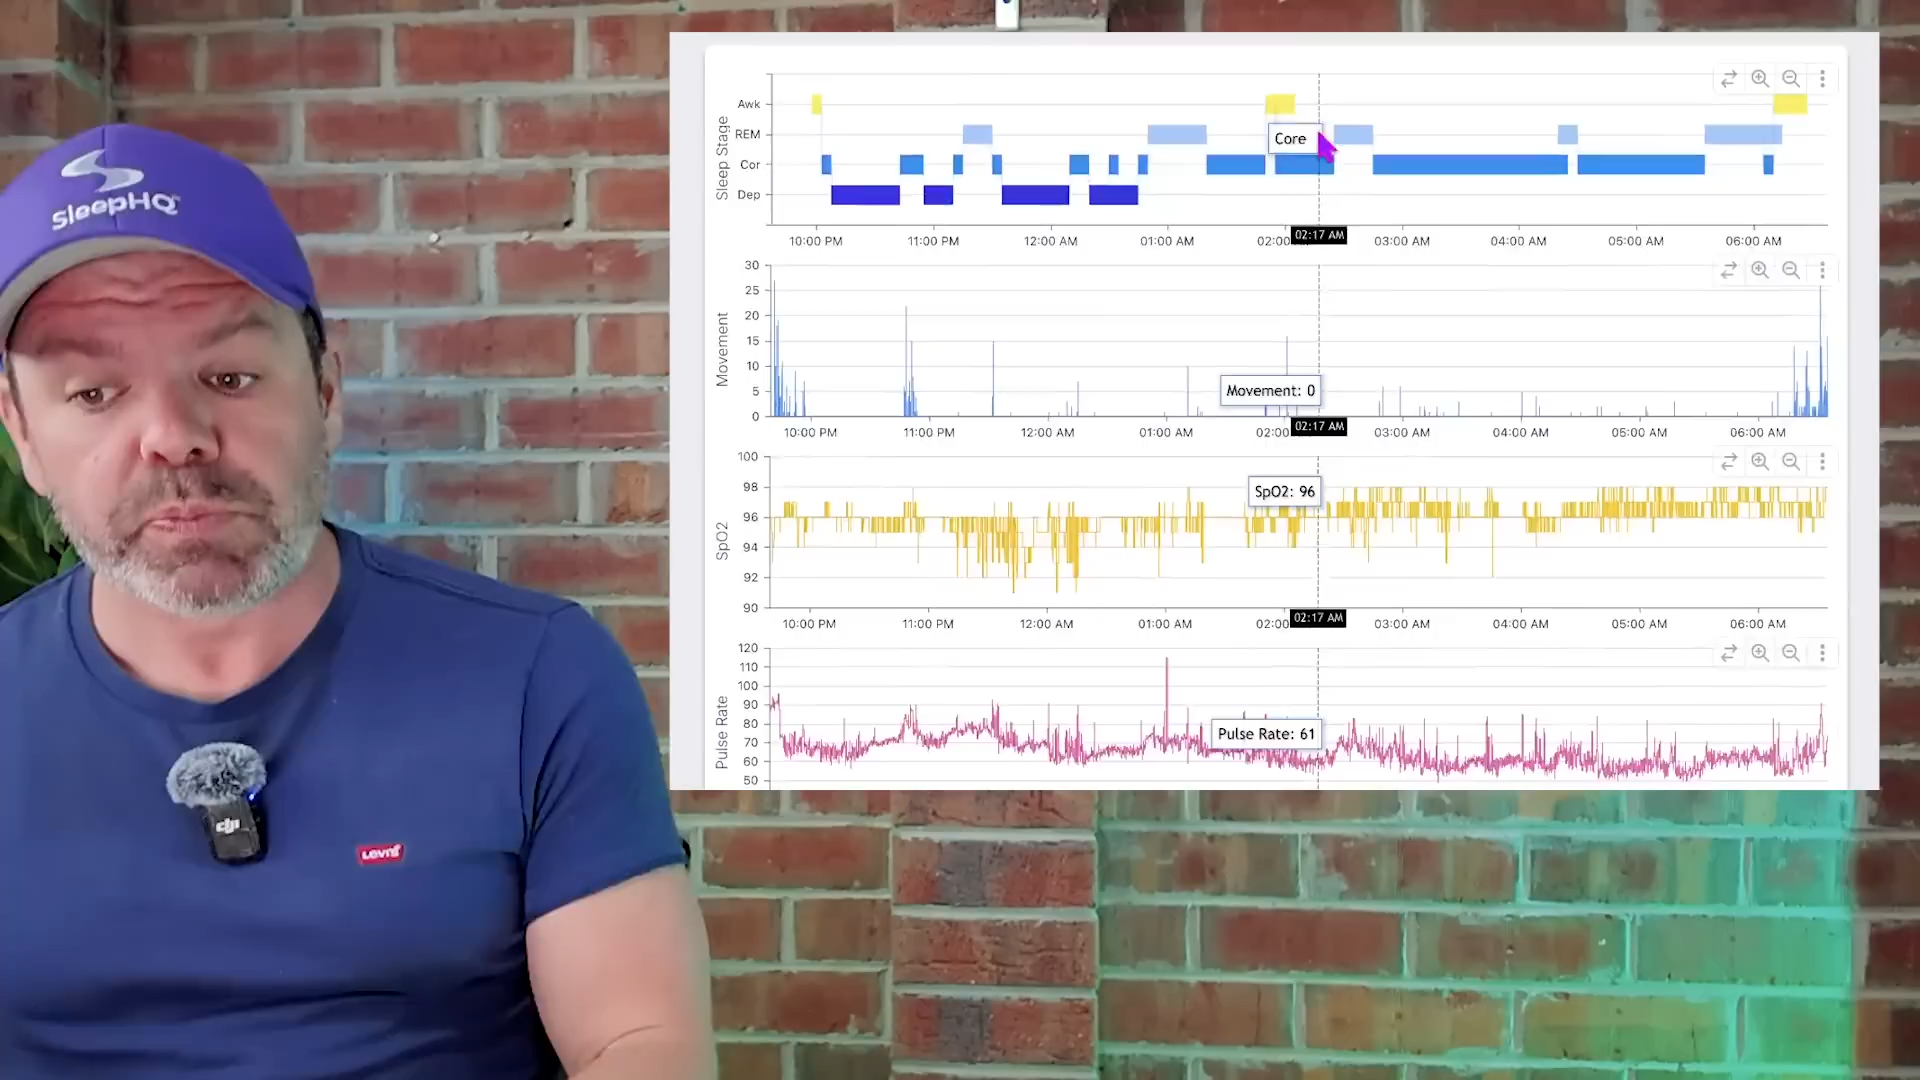 SleepHQ
dji
Levi's
Sleep Stage
Awk
REM
Cor
Dep
Core
10:00 PM 11:00 PM 12:00 AM 01:00 AM 02:00 02:17 AM 03:00 AM 04:00 AM 05:00 AM 06:00 AM
Movement
30
25
20
15
10
5
0
Movement: 0
10:00 PM 11:00 PM 12:00 AM 01:00 AM 02:00 02:17 AM 03:00 AM 04:00 AM 05:00 AM 06:00 AM
SpO2
100
98
96
94
92
90
SpO2: 96
10:00 PM 11:00 PM 12:00 AM 01:00 AM 02:00 02:17 AM 03:00 AM 04:00 AM 05:00 AM 06:00 AM
Pulse Rate
120
110
100
90
80
70
60
50
Pulse Rate: 61